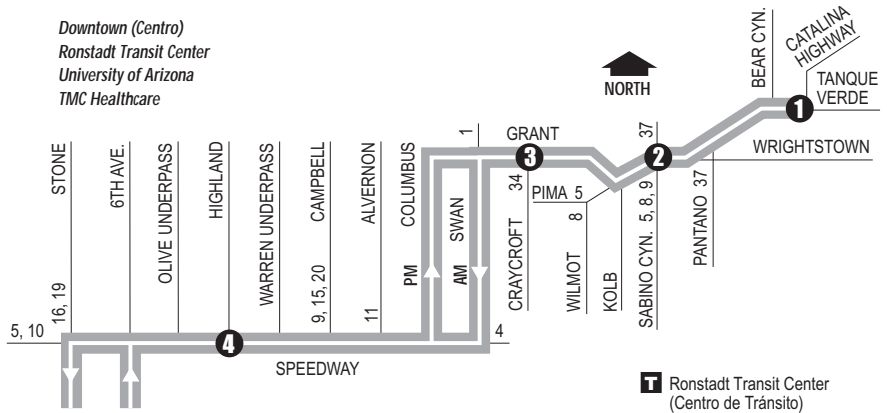 Downtown (Centro)
Ronstadt Transit Center
University of Arizona
TMC Healthcare
NORTH
BEAR CYN.
CATALINA
HIGHWAY
TANQUE
VERDE
1
1
GRANT
3
37
2
WRIGHTSTOWN
STONE
6TH AVE.
OLIVE UNDERPASS
HIGHLAND
WARREN UNDERPASS
CAMPBELL
ALVERNON
COLUMBUS
SWAN
34
CRAYCROFT
PIMA 5
8
WILMOT
KOLB
SABINO CYN. 5, 8, 9
PANTANO 37
PM
AM
16, 19
9, 15, 20
11
5, 10
4
4
SPEEDWAY
T Ronstadt Transit Center
(Centro de Tránsito)